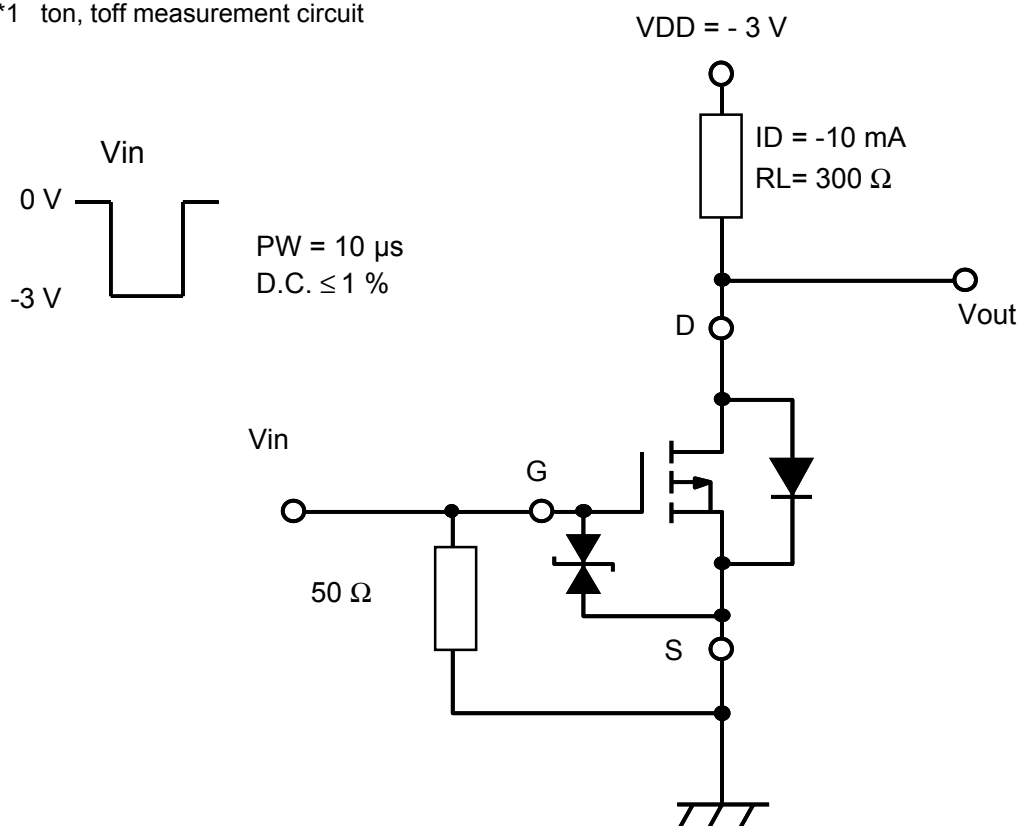 *1 ton, toff measurement circuit
VDD = - 3 V
Vin
0 V
-3 V
PW = 10 µs
D.C. ≤ 1 %
ID = -10 mA
RL= 300 Ω
Vout
D
Vin
G
50 Ω
S